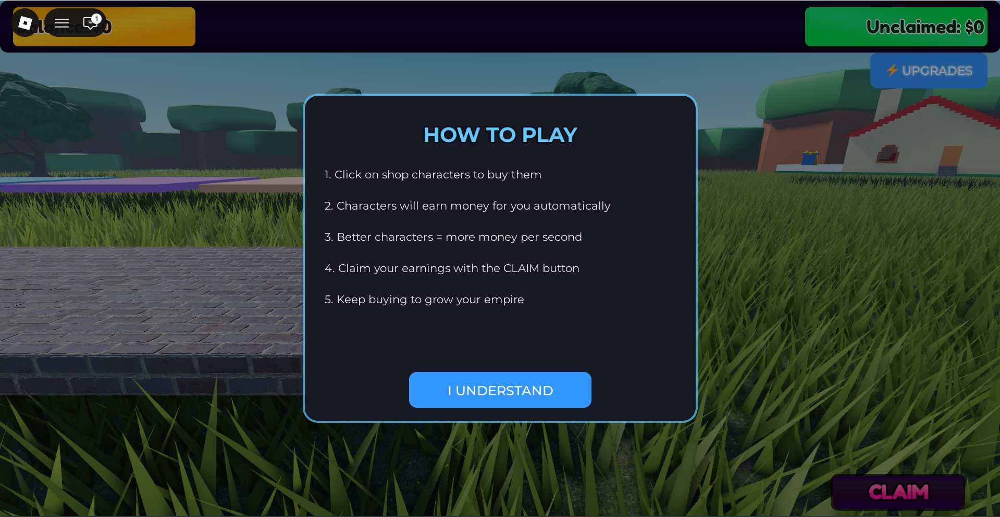 Balance: $0
1
Unclaimed: $0
⚡ UPGRADES
HOW TO PLAY
1. Click on shop characters to buy them
2. Characters will earn money for you automatically
3. Better characters = more money per second
4. Claim your earnings with the CLAIM button
5. Keep buying to grow your empire
I UNDERSTAND
CLAIM